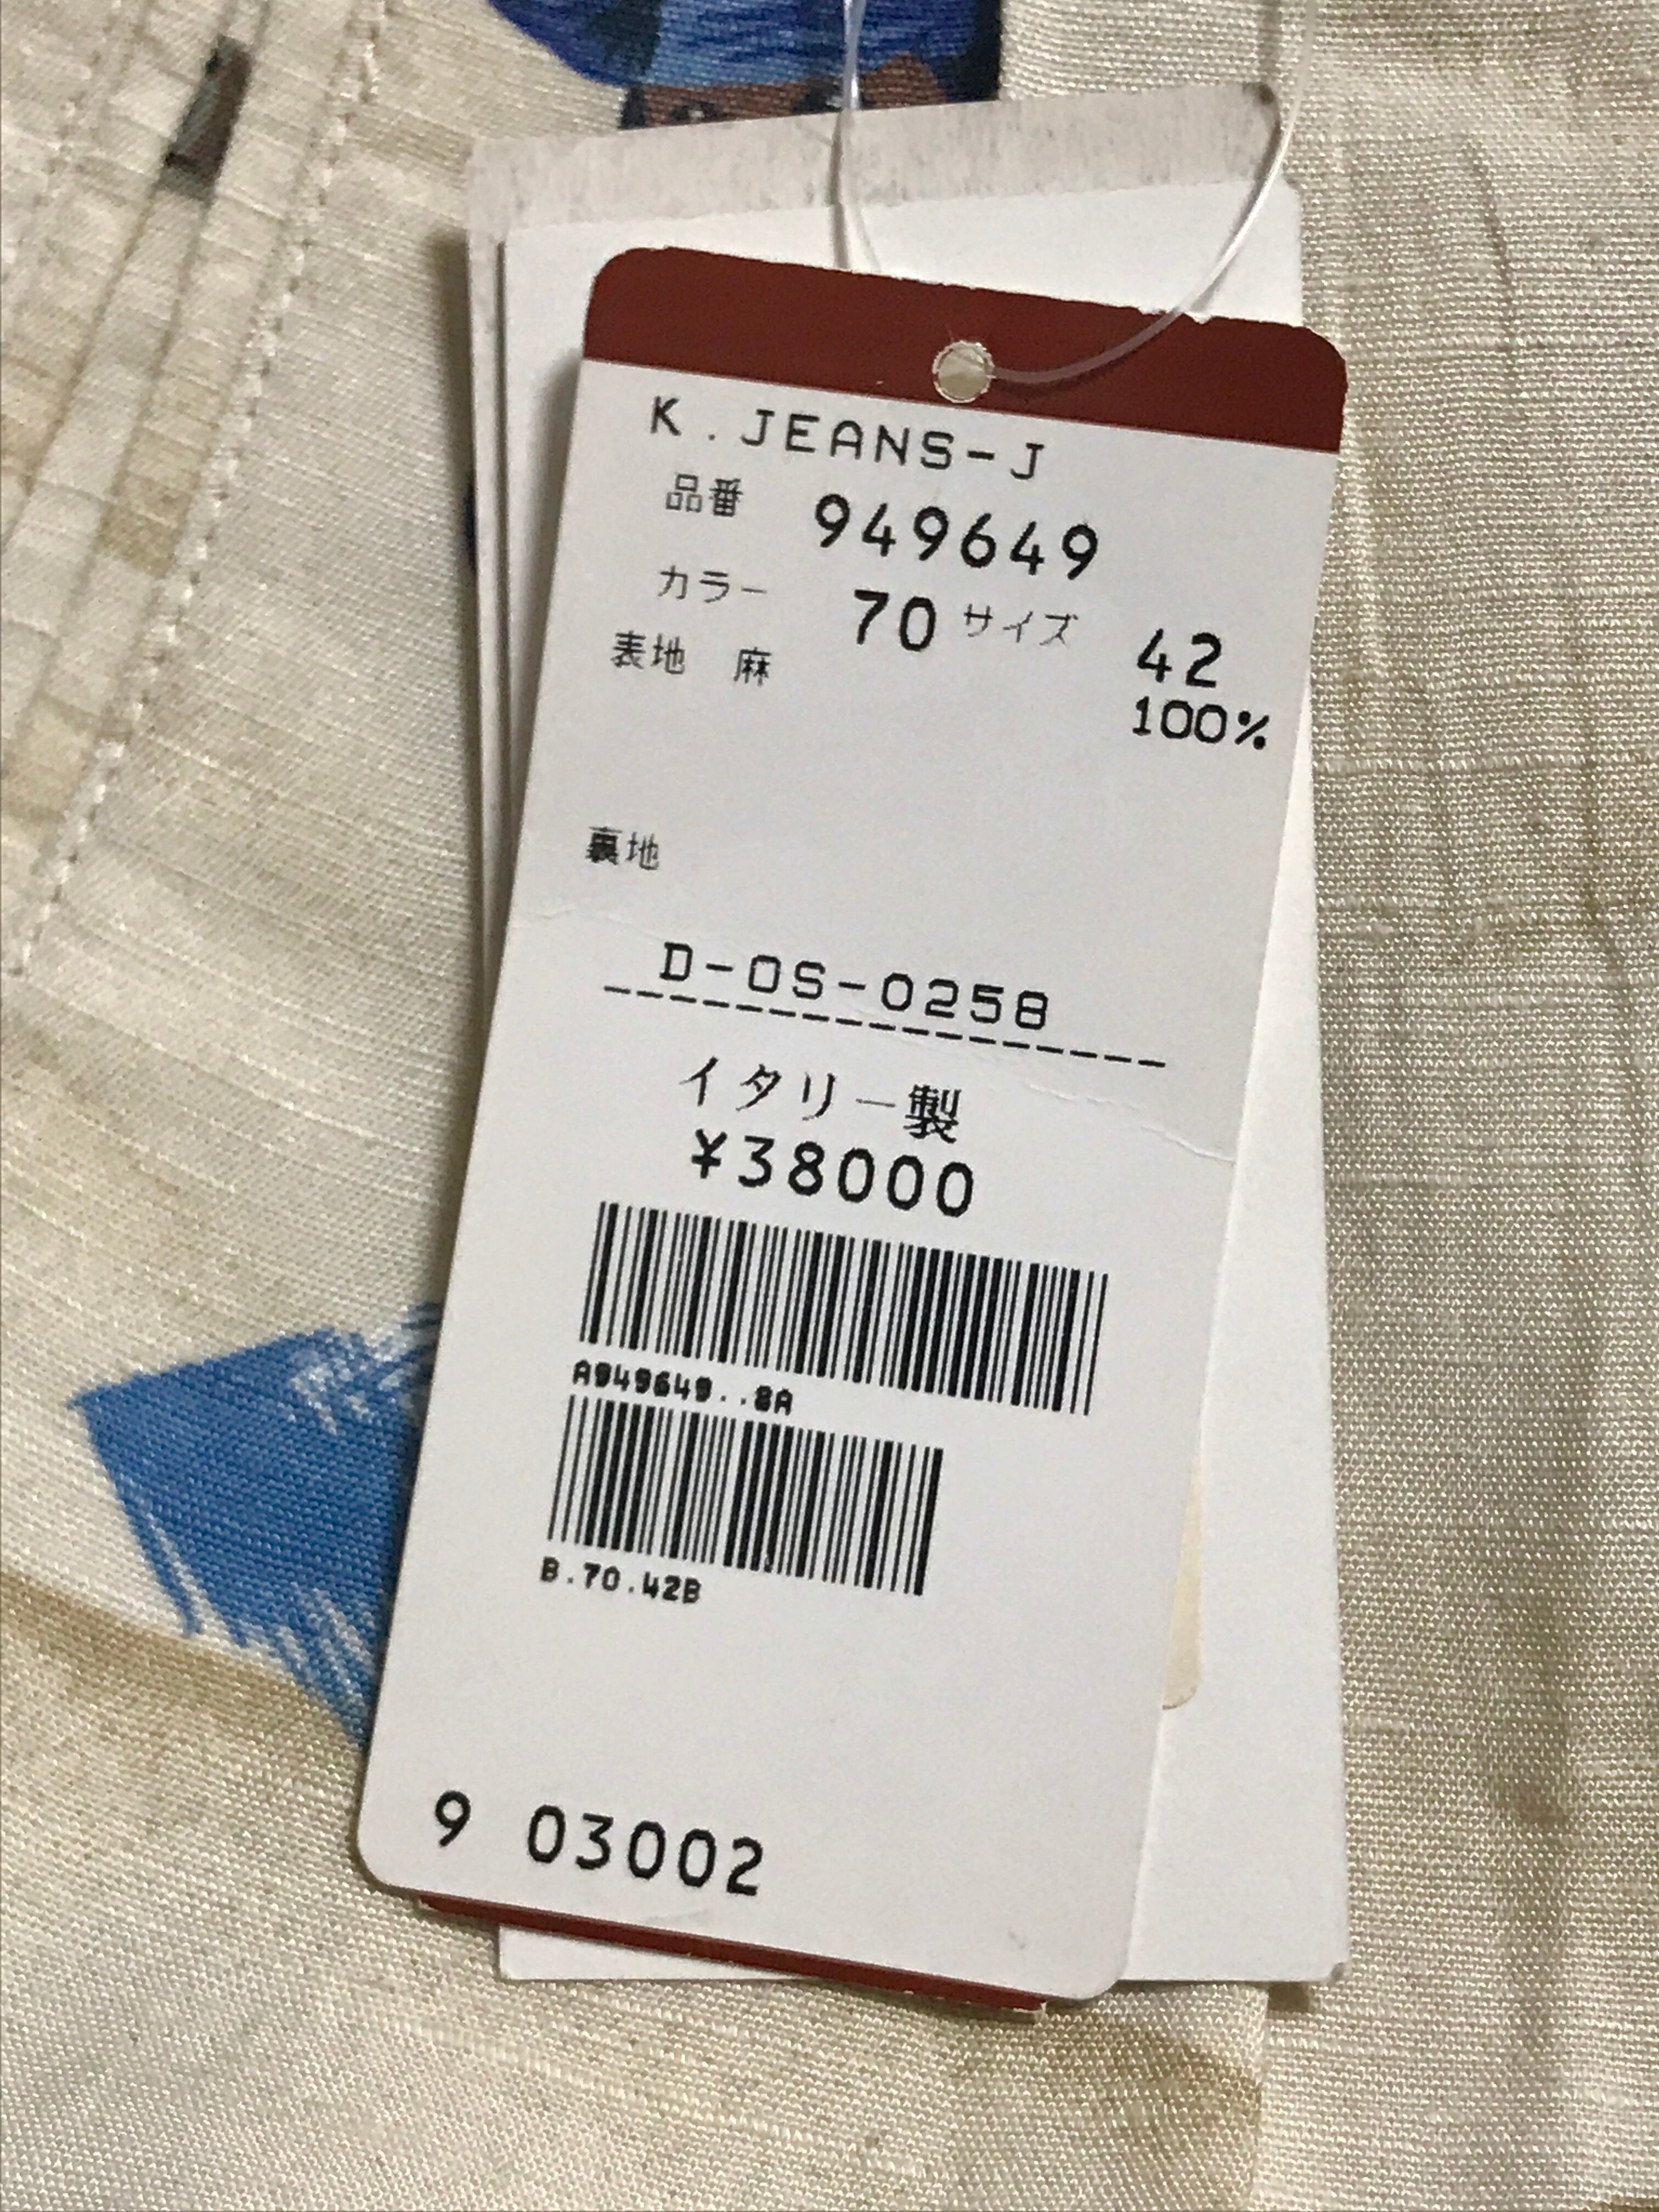 K.JEANS-J
品番 949649
カラー 70 サイズ 42
表地 麻 100%
裏地
D-OS-0258
イタリー製
¥38000
A949649..8A
B.70.42B
9 03002